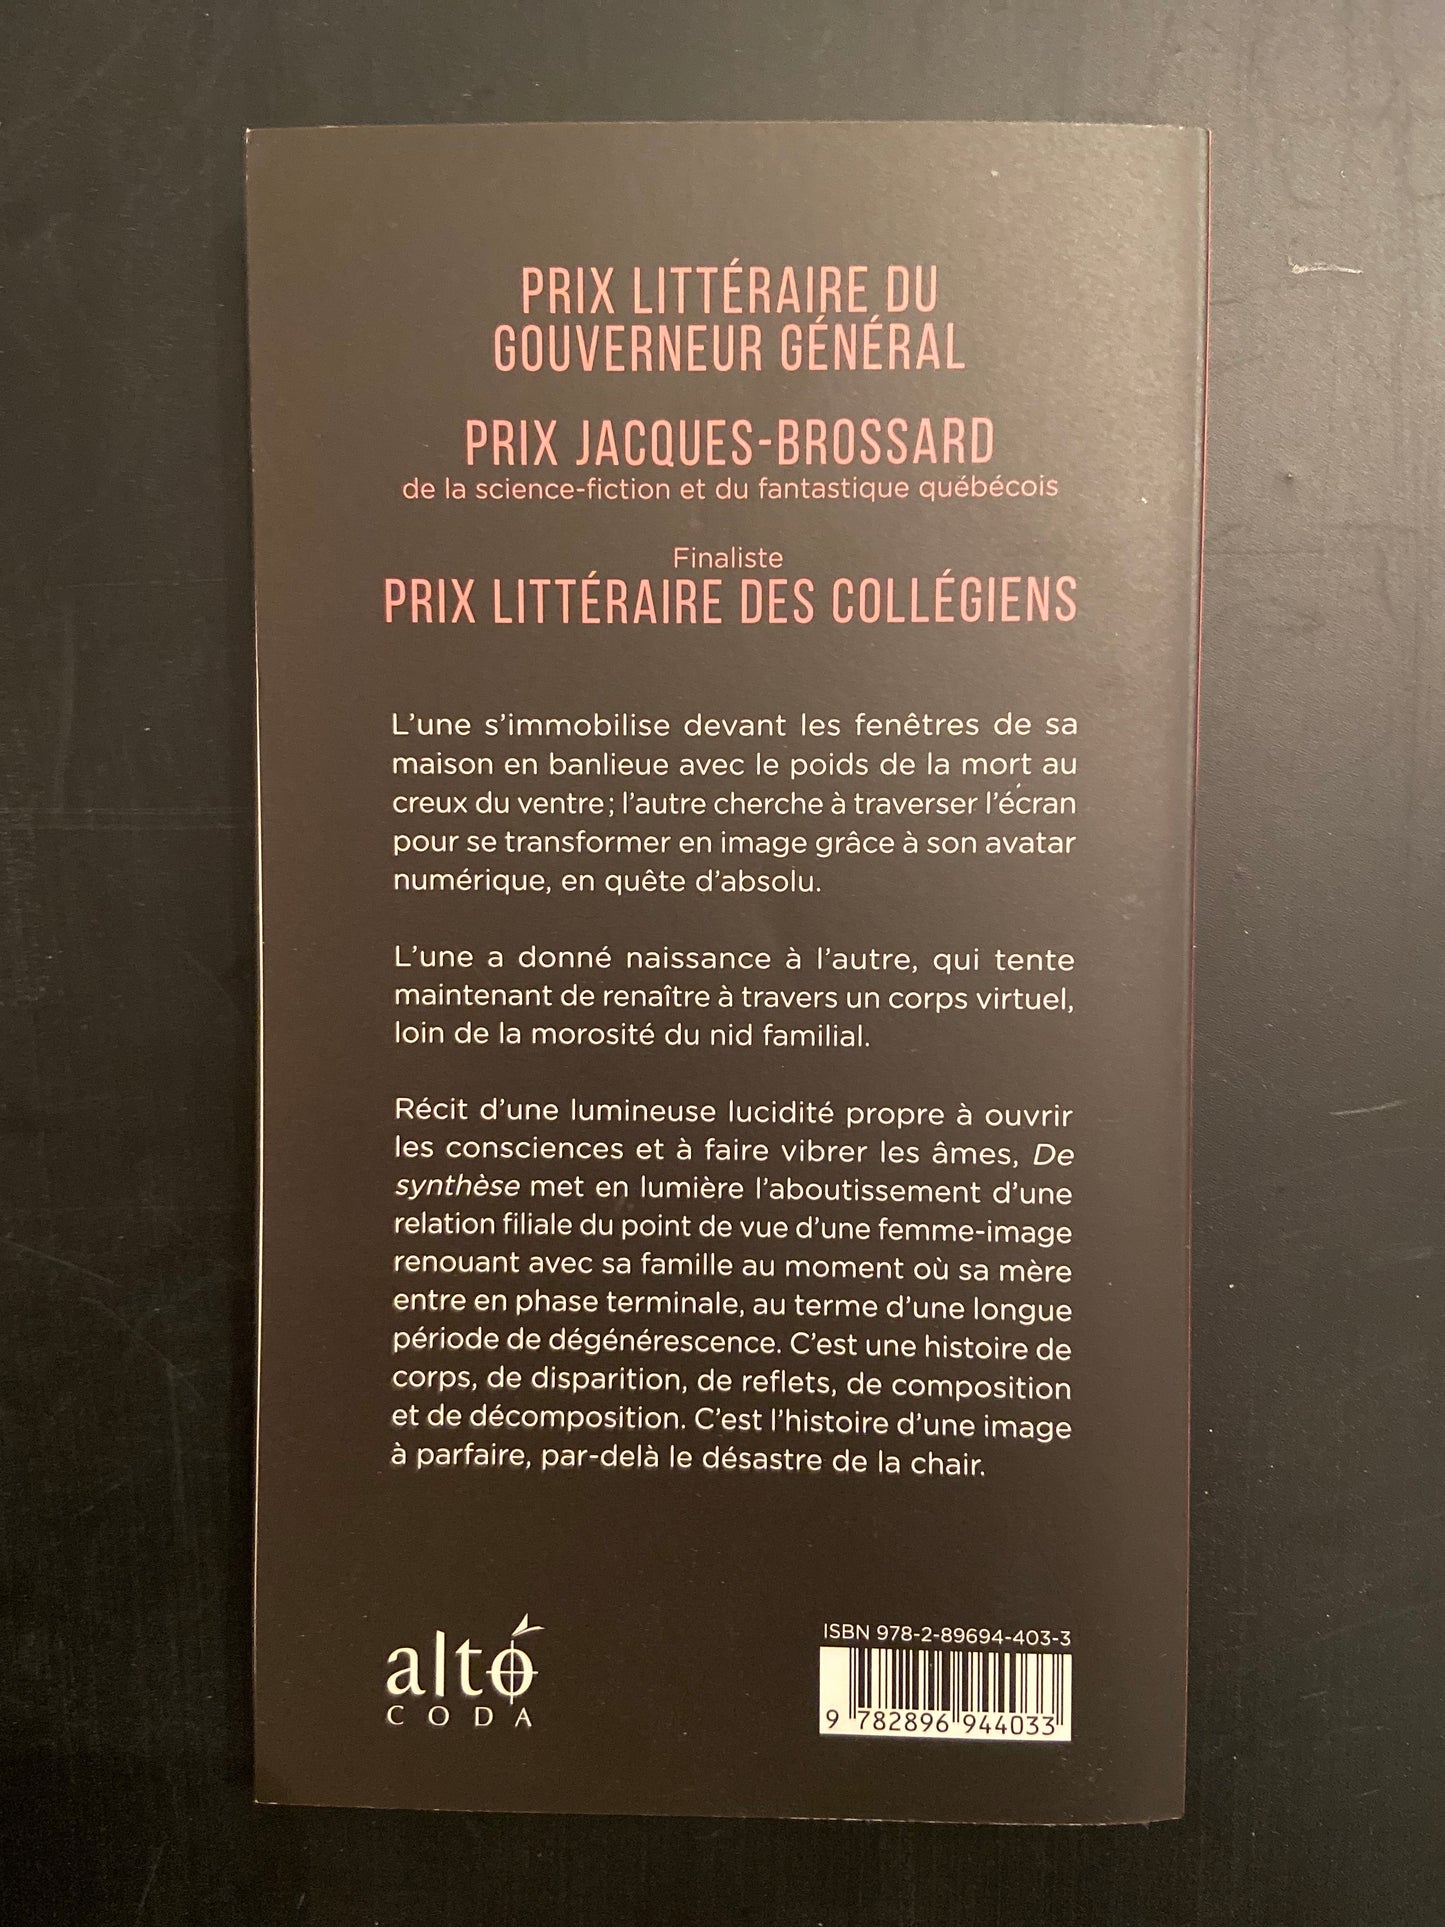 PRIX LITTÉRAIRE DU
GOUVERNEUR GÉNÉRAL
PRIX JACQUES-BROSSARD
de la science-fiction et du fantastique québécois
Finaliste
PRIX LITTÉRAIRE DES COLLÉGIENS
L'une s'immobilise devant les fenêtres de sa
maison en banlieue avec le poids de la mort au
creux du ventre; l'autre cherche à traverser l'écran
pour se transformer en image grâce à son avatar
numérique, en quête d'absolu.
L'une a donné naissance à l'autre, qui tente
maintenant de renaître à travers un corps virtuel,
loin de la morosité du nid familial.
Récit d'une lumineuse lucidité propre à ouvrir
les consciences et à faire vibrer les âmes, De
synthèse met en lumière l'aboutissement d'une
relation filiale du point de vue d'une femme-image
renouant avec sa famille au moment où sa mère
entre en phase terminale, au terme d'une longue
période de dégénérescence. C'est une histoire de
corps, de disparition, de reflets, de composition
et de décomposition. C'est l'histoire d'une image
à parfaire, par-delà le désastre de la chair.
alto
CODA
ISBN 978-2-89694-403-3
9 782896 944033